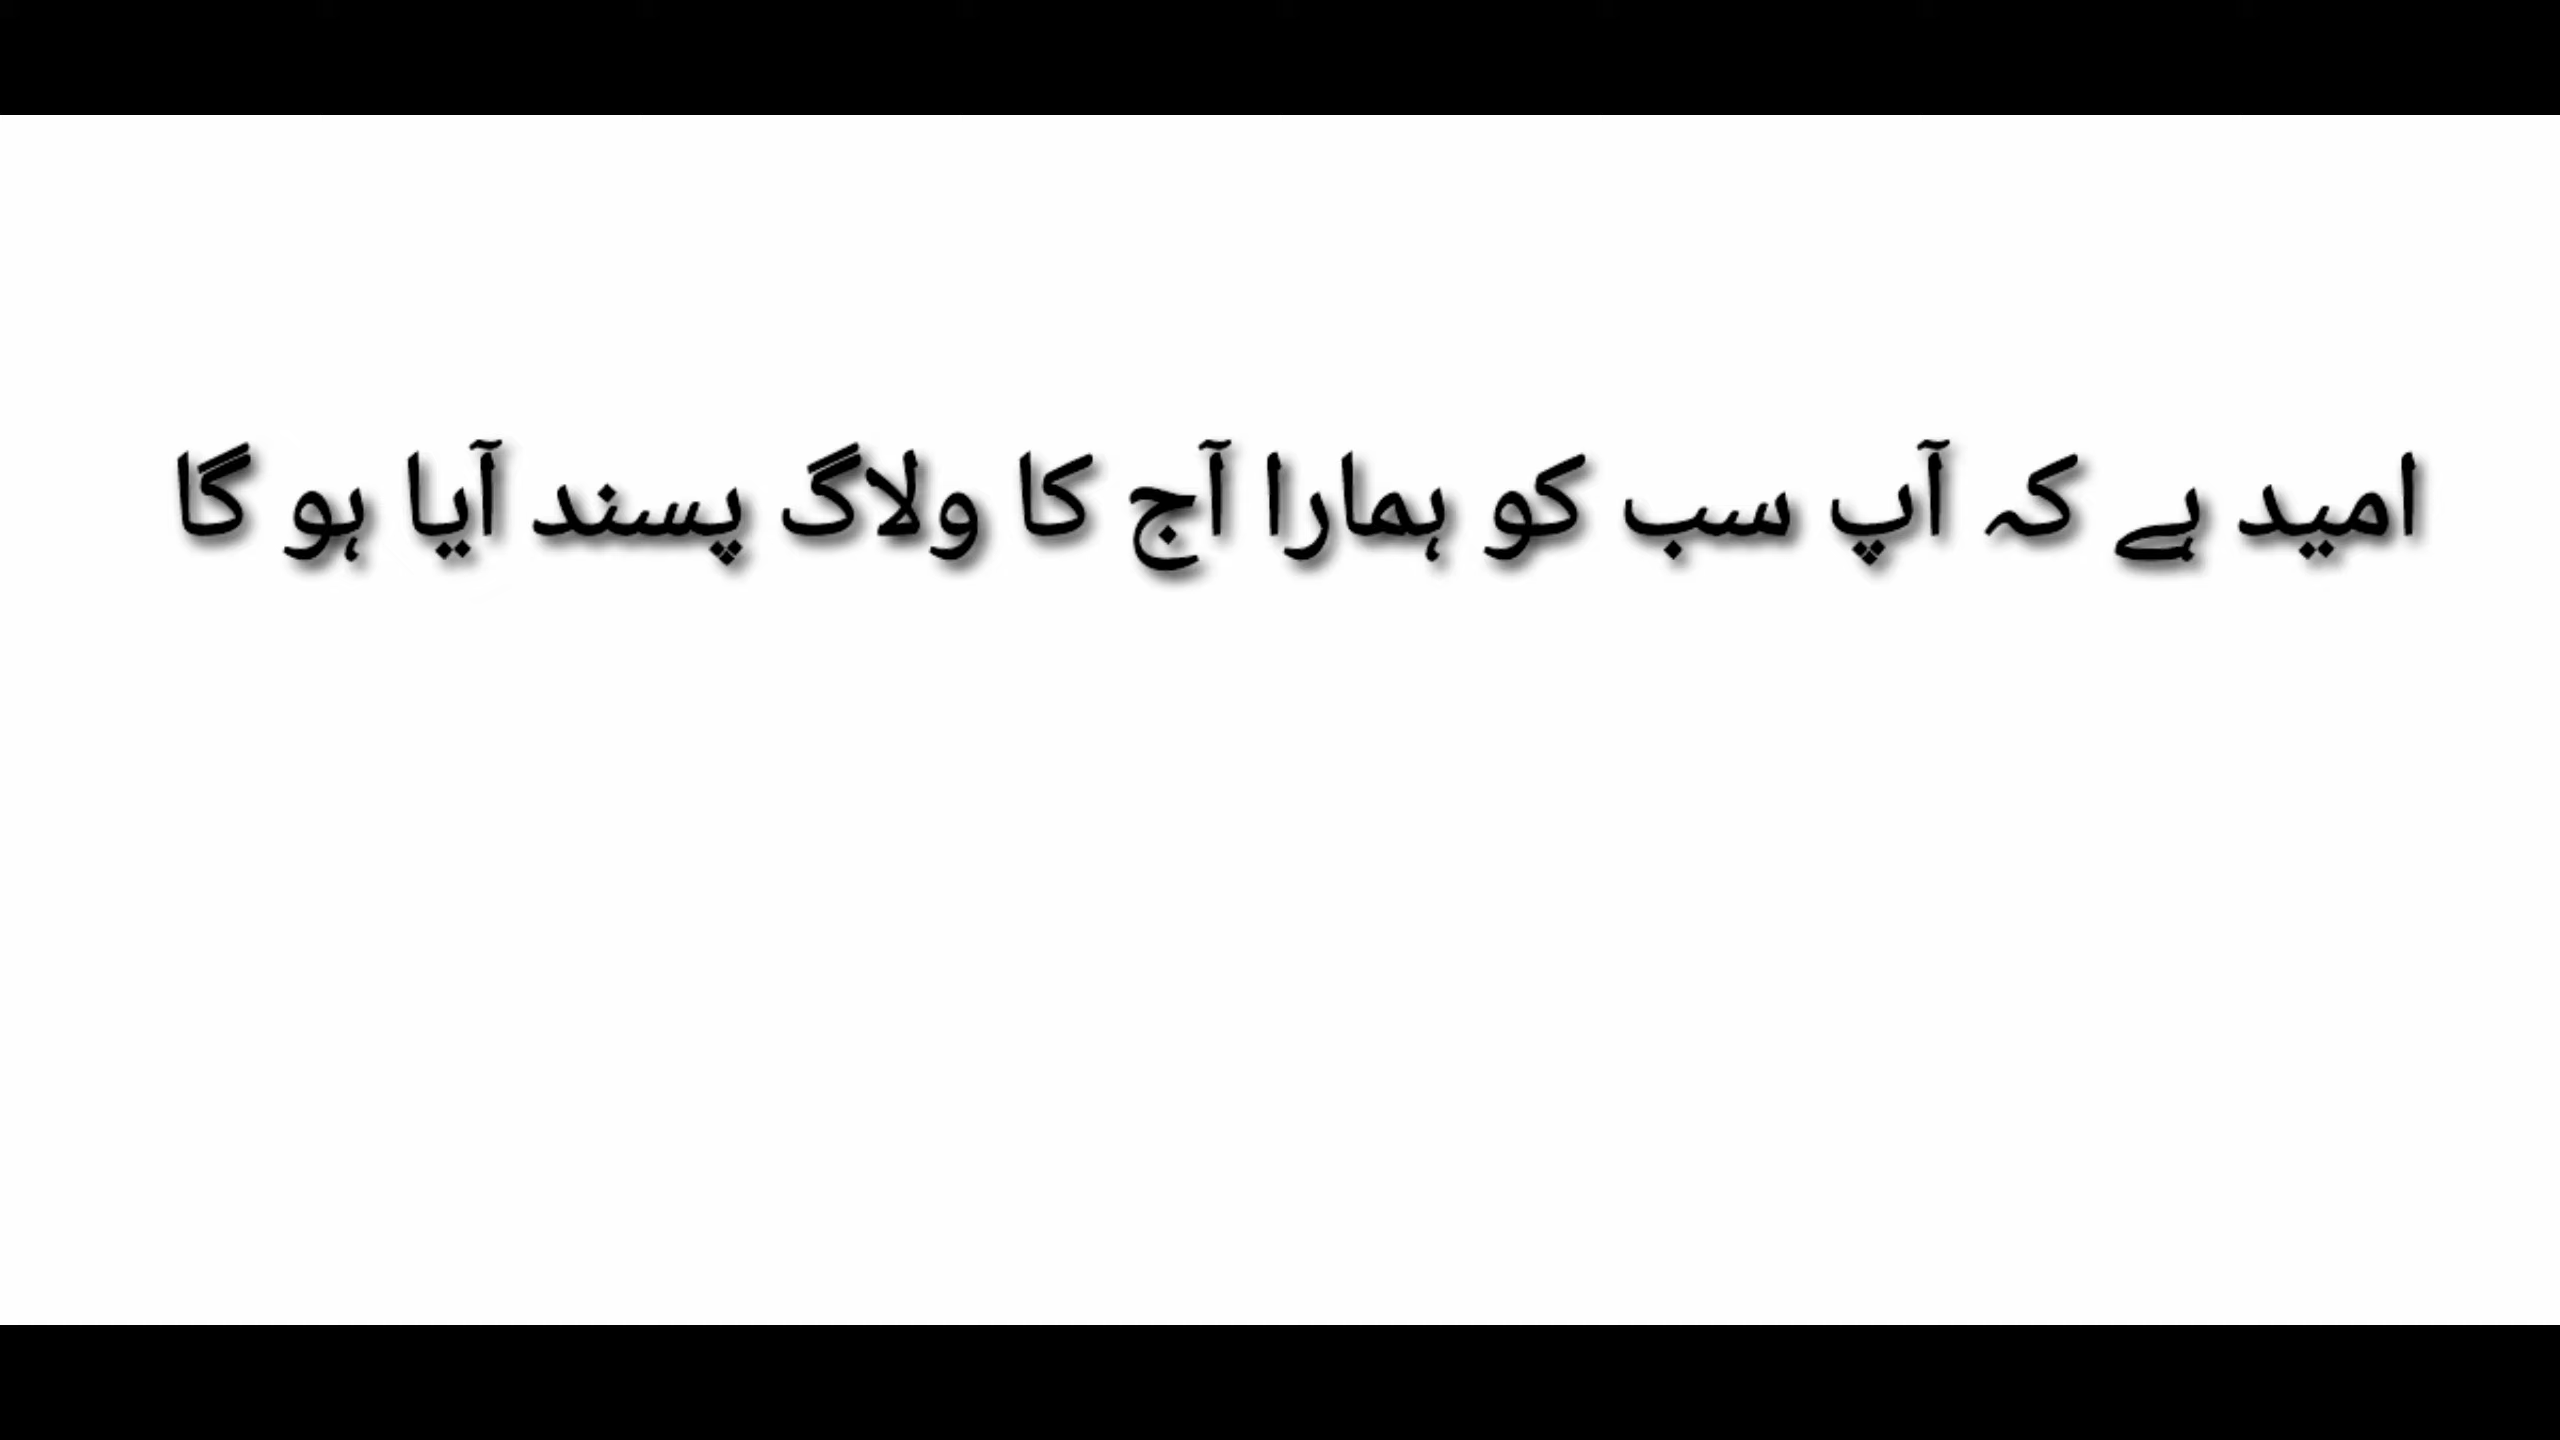 امید ہے کہ آپ سب کو ہمارا آج کا ولاگ پسند آیا ہو گا